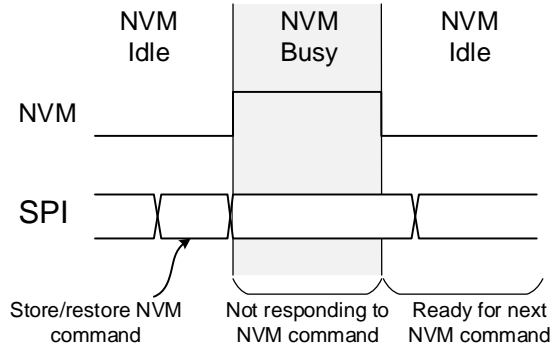 NVM
Idle
NVM
Busy
NVM
Idle
NVM
SPI
Store/restore NVM
command
Not responding to
NVM command
Ready for next
NVM command